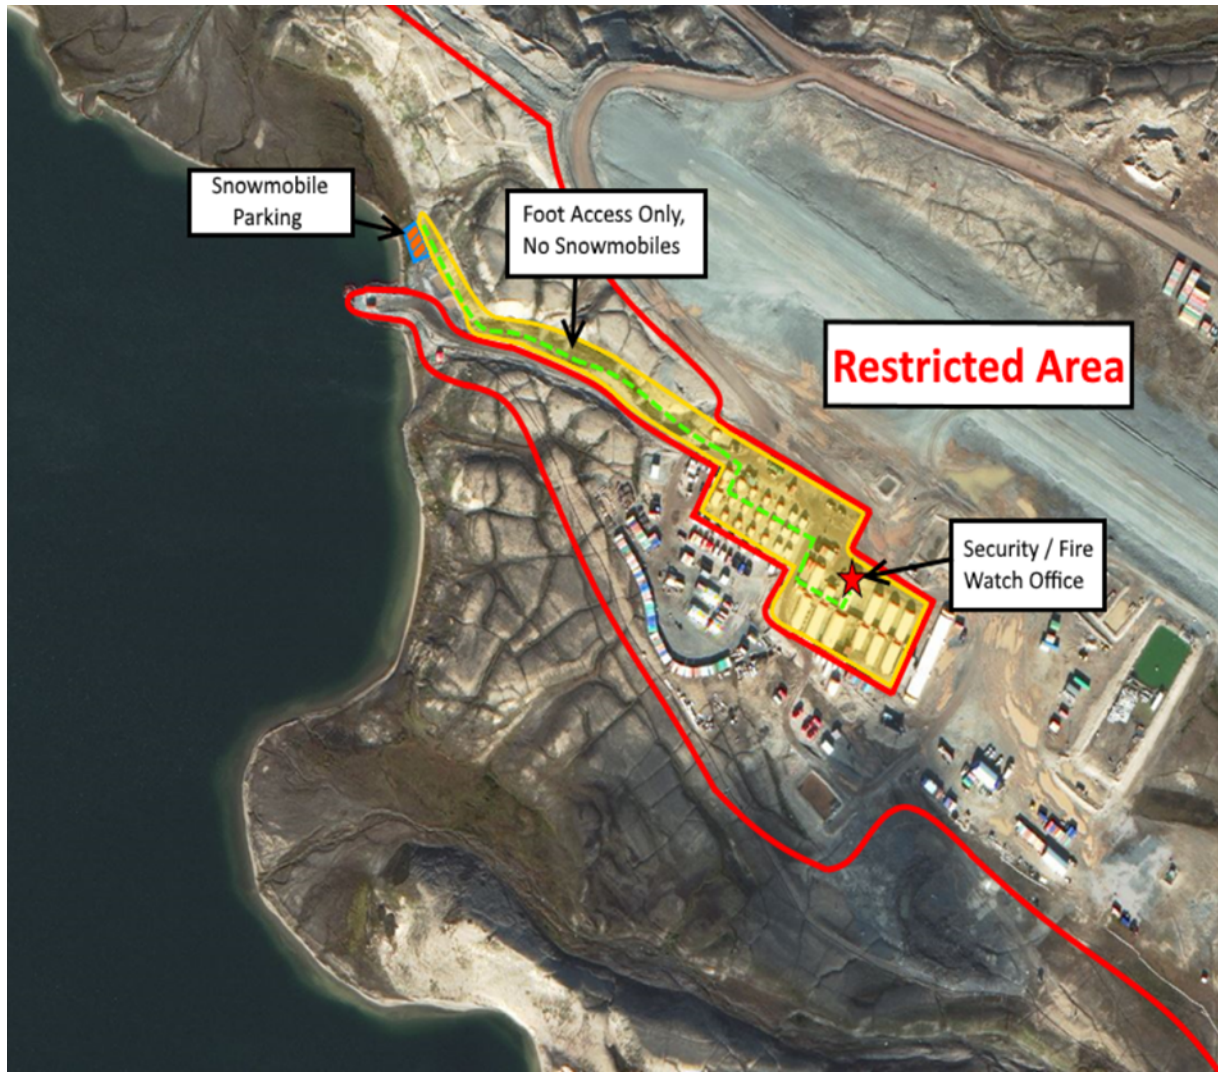 Snowmobile
Parking
Foot Access Only,
No Snowmobiles
Restricted Area
Security / Fire
Watch Office